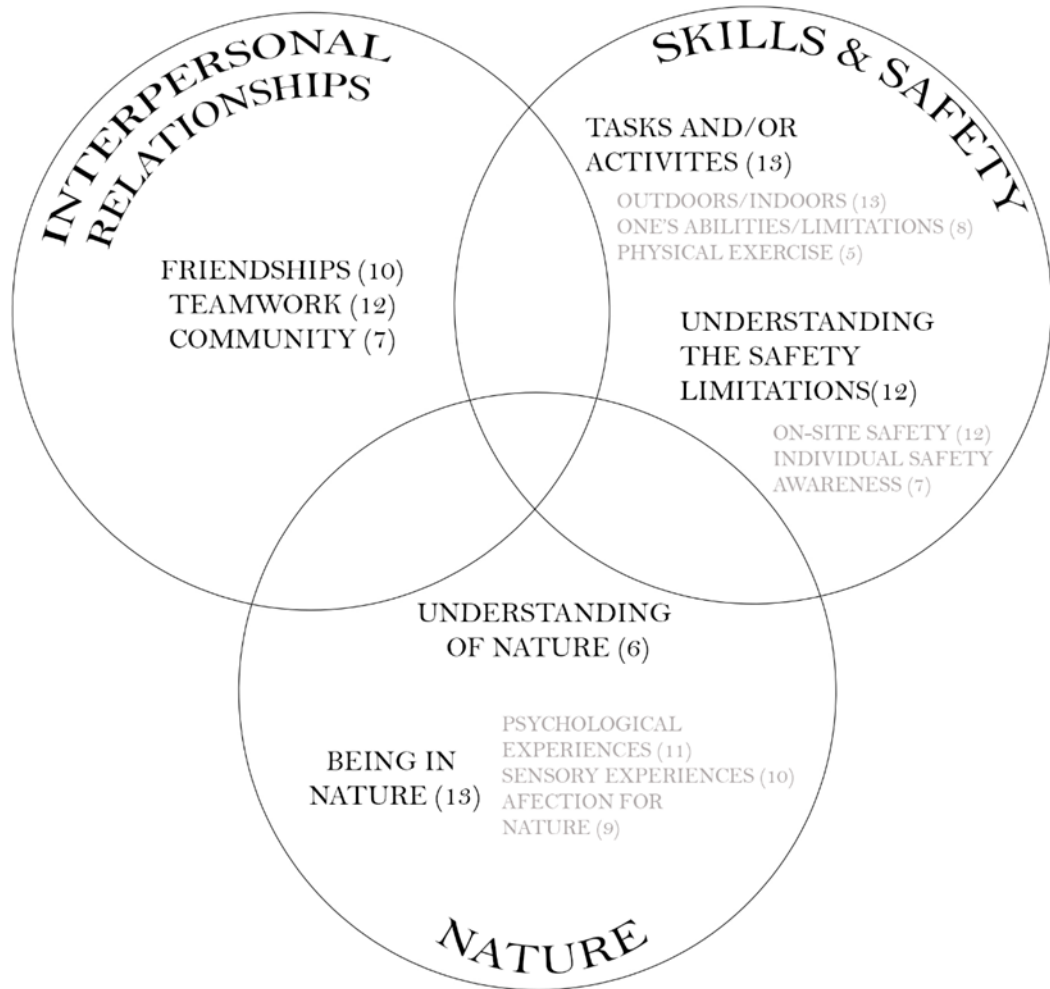 INTERPERSONAL
RELATIONSHIPS
FRIENDSHIPS (10)
TEAMWORK (12)
COMMUNITY (7)
SKILLS & SAFETY
TASKS AND/OR
ACTIVITES (13)
OUTDOORS/INDOORS (13)
ONE'S ABILITIES/LIMITATIONS (8)
PHYSICAL EXERCISE (5)
UNDERSTANDING
THE SAFETY
LIMITATIONS(12)
ON-SITE SAFETY (12)
INDIVIDUAL SAFETY
AWARENESS (7)
UNDERSTANDING
OF NATURE (6)
BEING IN
NATURE (13)
PSYCHOLOGICAL
EXPERIENCES (11)
SENSORY EXPERIENCES (10)
AFECTION FOR
NATURE (9)
NATURE